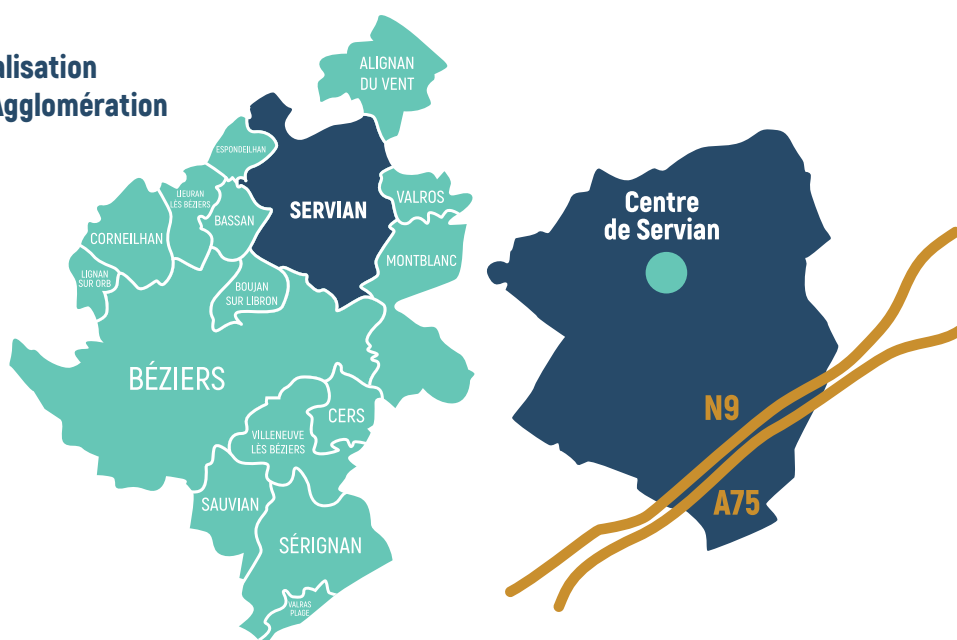 alisation
Agglomération
ALIGNAN
DU VENT
ESPONDEILHAN
LIEURAN
LÈS BÉZIERS
BASSAN
SERVIAN
VALROS
CORNEILHAN
MONTBLANC
LIGNAN
SUR ORB
BOUJAN
SUR LIBRON
BÉZIERS
CERS
VILLENEUVE
LÈS BÉZIERS
SAUVIAN
SÉRIGNAN
VALRAS
PLAGE
Centre
de Servian
N9
A75